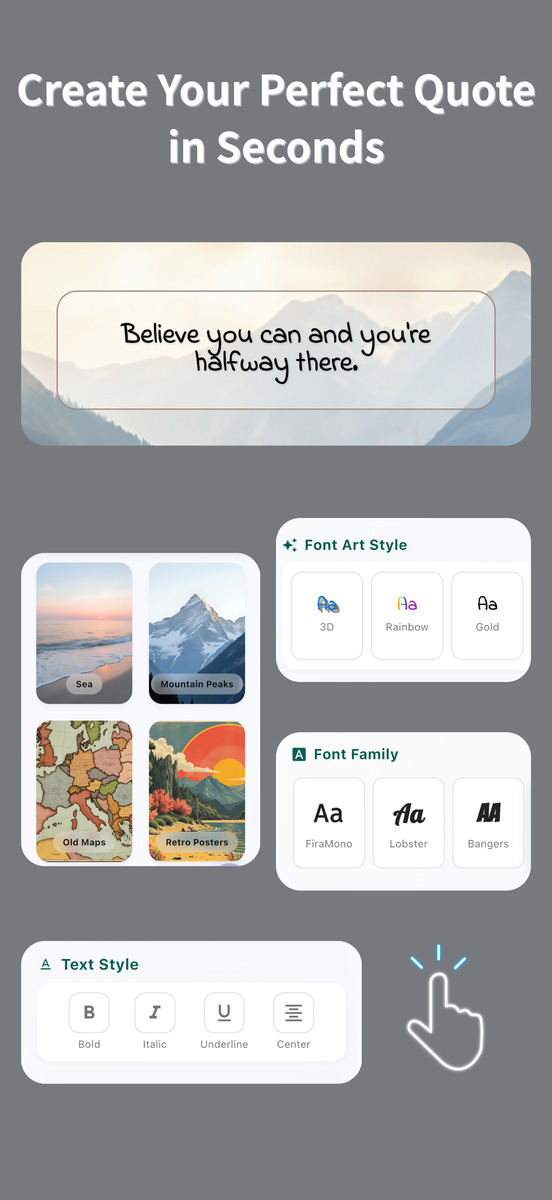 Create Your Perfect Quote
in Seconds
Believe you can and you're
halfway there.
Font Art Style
Aa Aa Aa
3D Rainbow Gold
Sea Mountain Peaks
Old Maps Retro Posters
A Font Family
Aa Aa AA
FiraMono Lobster Bangers
A Text Style
B I U
Bold Italic Underline Center